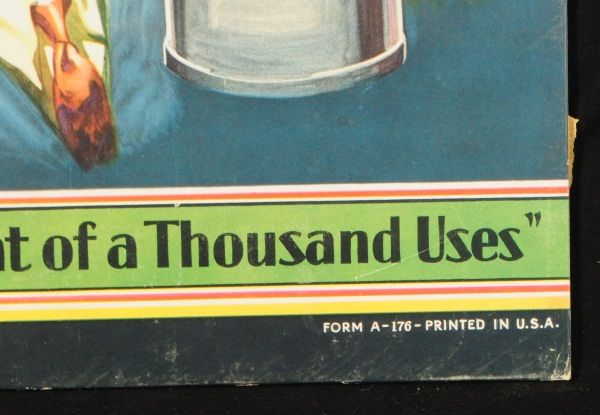 nt of a Thousand Uses"
FORM A-176-PRINTED IN U.S.A.